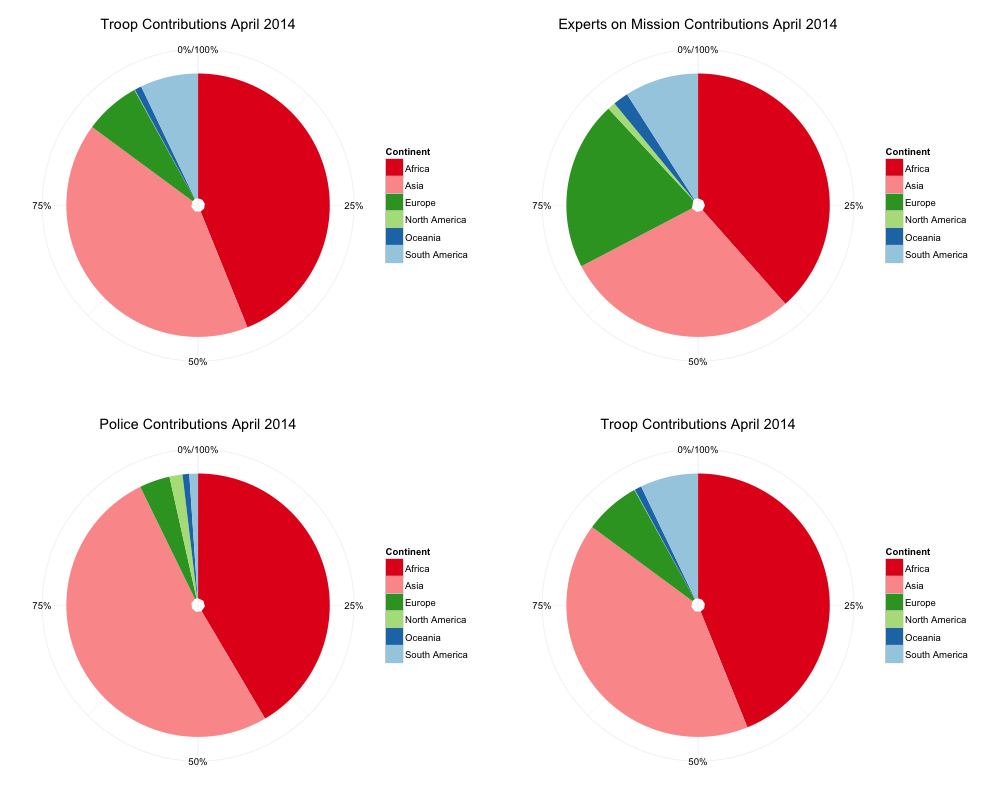 Troop Contributions April 2014
0%/100%
25%
50%
75%
Continent
Africa
Asia
Europe
North America
Oceania
South America
Experts on Mission Contributions April 2014
0%/100%
25%
50%
75%
Continent
Africa
Asia
Europe
North America
Oceania
South America
Police Contributions April 2014
0%/100%
25%
50%
75%
Continent
Africa
Asia
Europe
North America
Oceania
South America
Troop Contributions April 2014
0%/100%
25%
50%
75%
Continent
Africa
Asia
Europe
North America
Oceania
South America